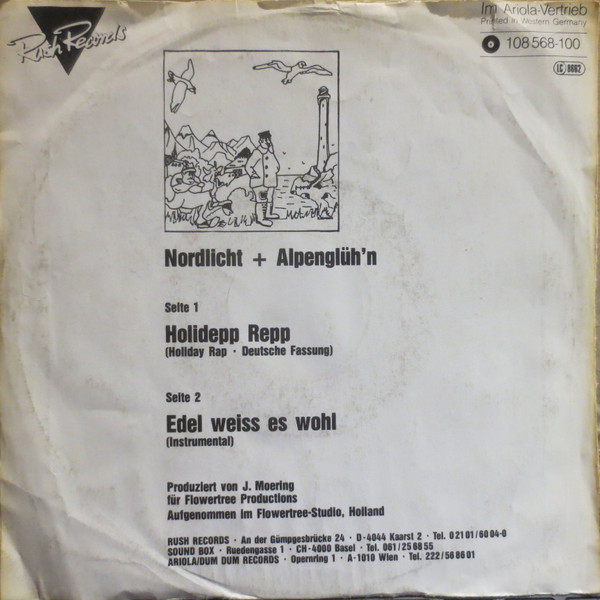 Rush Records
Im Ariola-Vertrieb
Printed in Western Germany
108 568-100
LC 8882
Nordlicht + Alpenglüh'n
Seite 1
Holidepp Repp
(Holiday Rap · Deutsche Fassung)
Seite 2
Edel weiss es wohl
(Instrumental)
Produziert von J. Moering
für Flowertree Productions
Aufgenommen im Flowertree-Studio, Holland
RUSH RECORDS · An der Gümpgesbrücke 24 · D-4044 Kaarst 2 · Tel. 0 21 01/60 04-0
SOUND BOX · Ruedengasse 1 · CH-4000 Basel · Tel. 061/25 68 55
ARIOLA/DUM DUM RECORDS · Opernring 1 · A-1010 Wien · Tel. 222/56 86 01